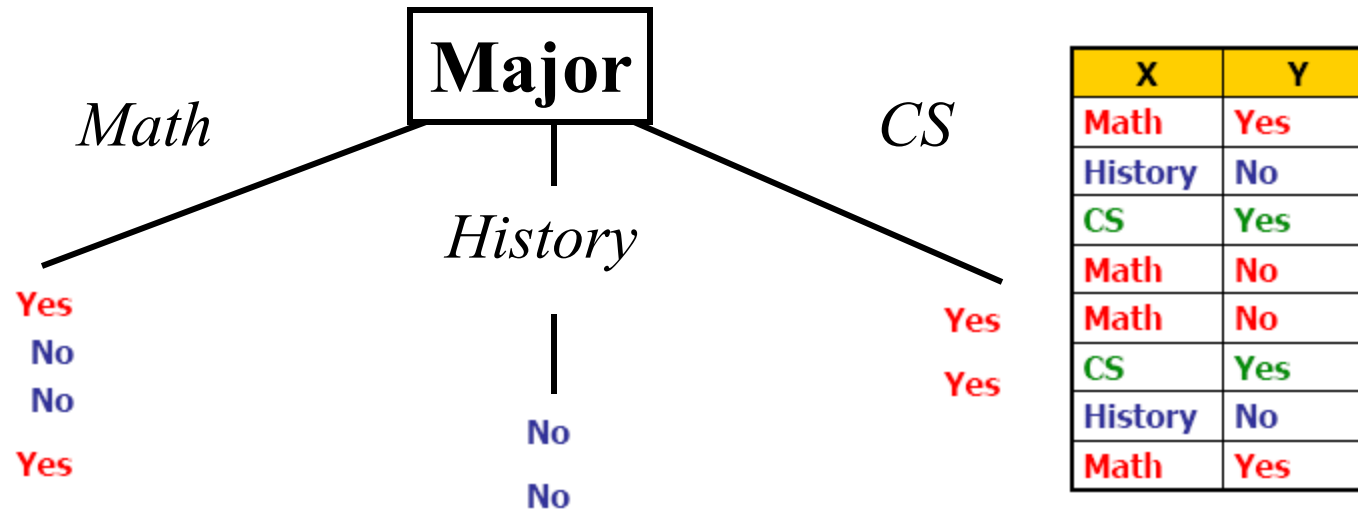 Major
Math
CS
History
Yes
No
No
Yes
No
No
Yes
Yes
X Y
Math Yes
History No
CS Yes
Math No
Math No
CS Yes
History No
Math Yes